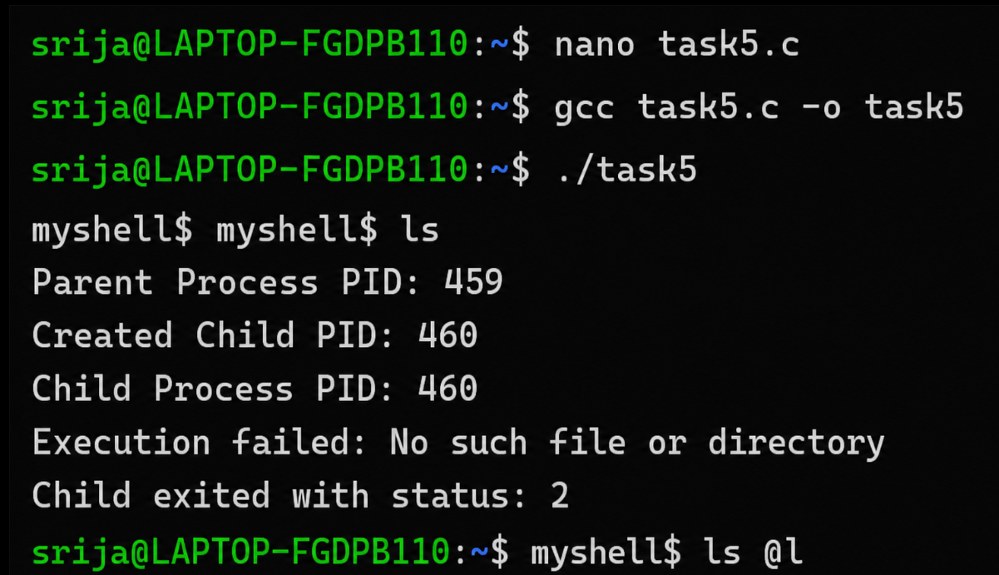 srija@LAPTOP-FGDPB110:~$ nano task5.c
srija@LAPTOP-FGDPB110:~$ gcc task5.c -o task5
srija@LAPTOP-FGDPB110:~$ ./task5
myshell$ myshell$ ls
Parent Process PID: 459
Created Child PID: 460
Child Process PID: 460
Execution failed: No such file or directory
Child exited with status: 2
srija@LAPTOP-FGDPB110:~$ myshell$ ls @l